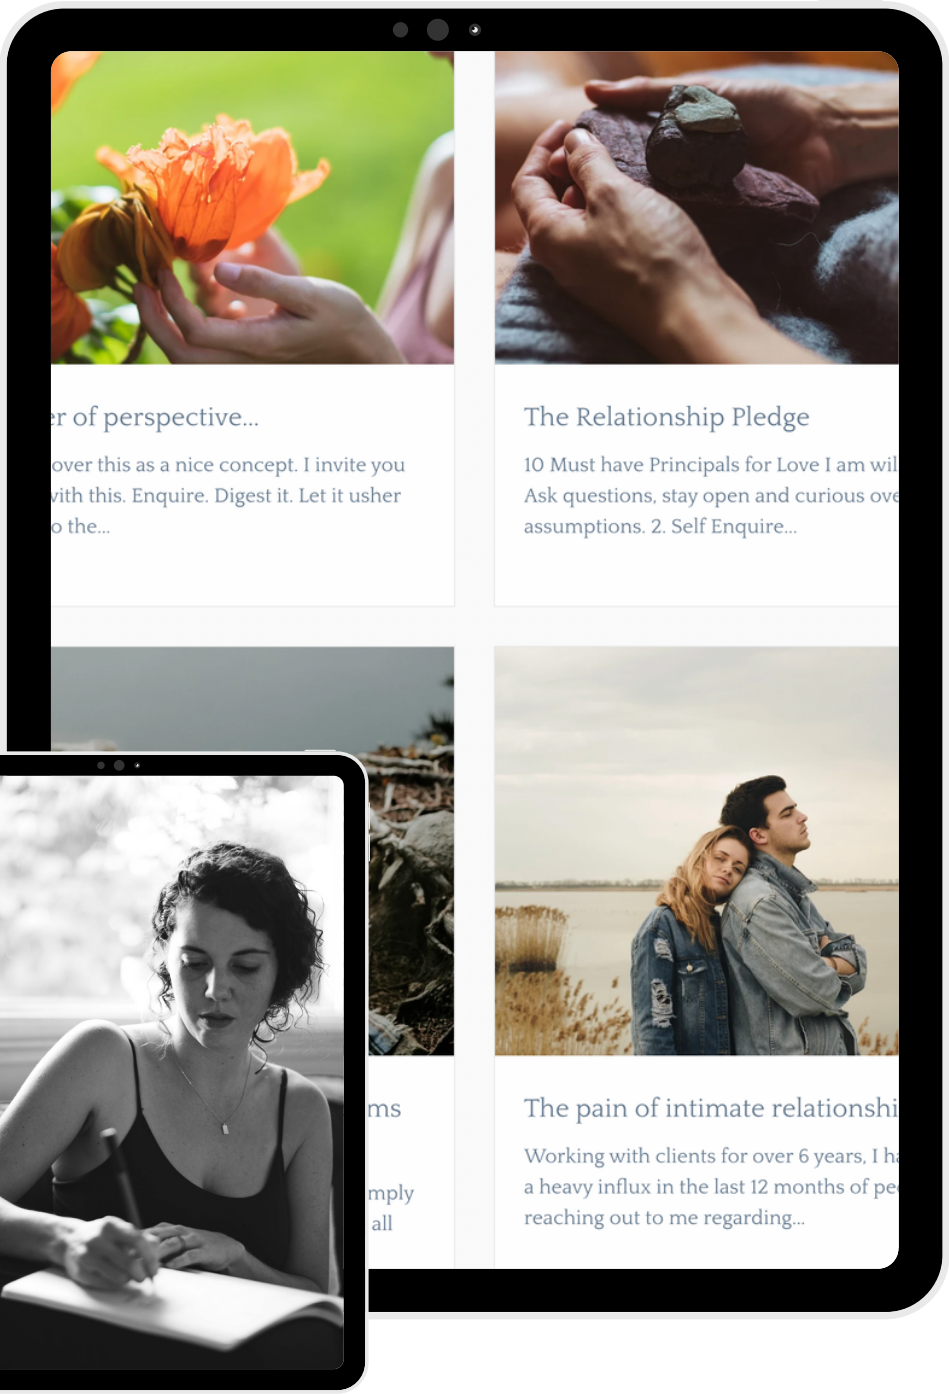 er of perspective...
over this as a nice concept. I invite you
with this. Enquire. Digest it. Let it usher
o the...
The Relationship Pledge
10 Must have Principals for Love I am wil
Ask questions, stay open and curious ove
assumptions. 2. Self Enquire...
ms
mply
all
The pain of intimate relationshi
Working with clients for over 6 years, I ha
a heavy influx in the last 12 months of pe
reaching out to me regarding...